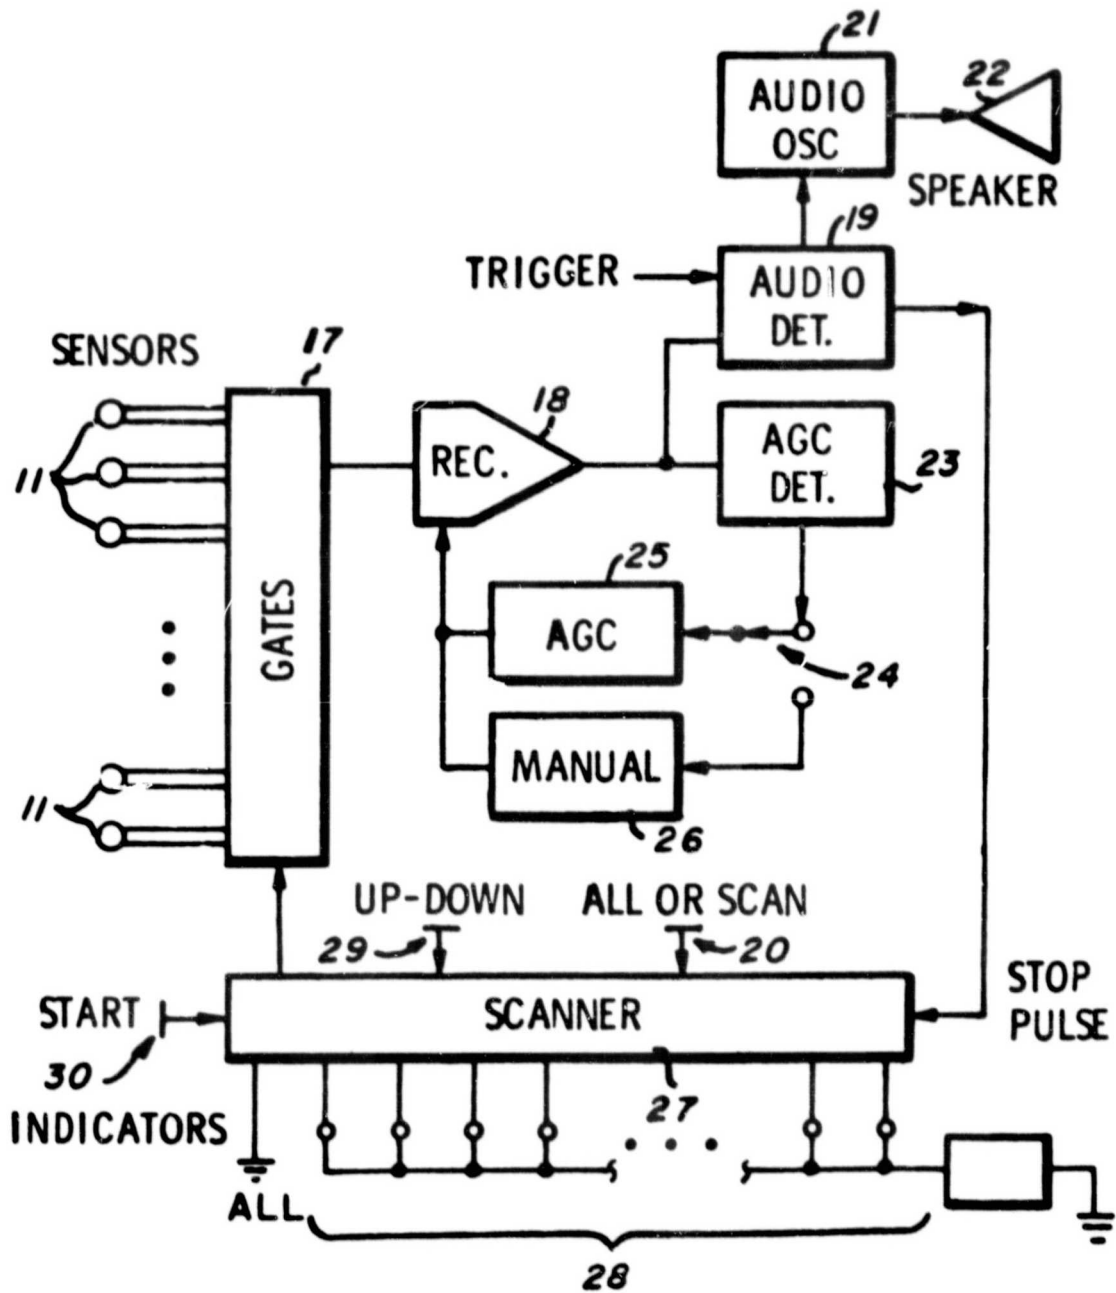 21
AUDIO
OSC
22
SPEAKER
19
TRIGGER
AUDIO
DET.
SENSORS
17
18
REC.
AGC
DET.
23
11
GATES
25
AGC
24
MANUAL
26
11
UP-DOWN
29
ALL OR SCAN
20
START
30
SCANNER
STOP
PULSE
27
INDICATORS
ALL
28